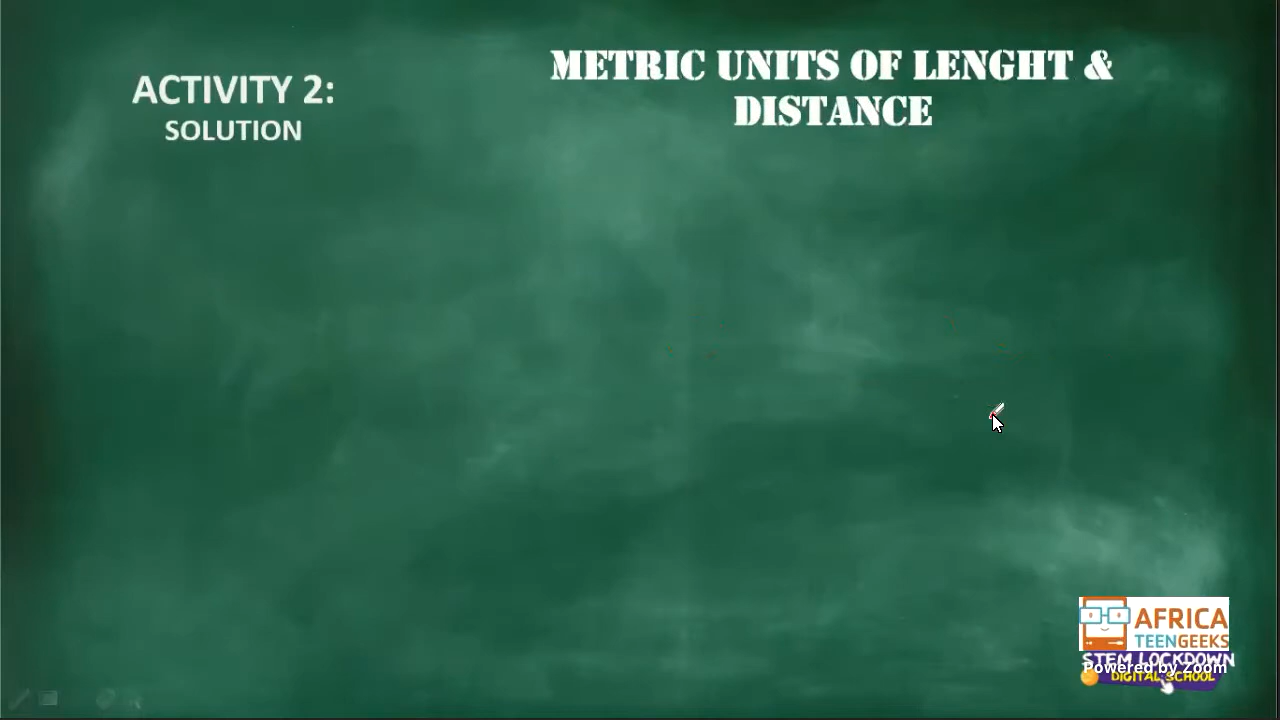 ACTIVITY 2:
SOLUTION
METRIC UNITS OF LENGHT &
DISTANCE
AFRICA
TEENGEEKS
STEM LOCKDOWN
Powered by Zoom
DIGITAL SCHOOL